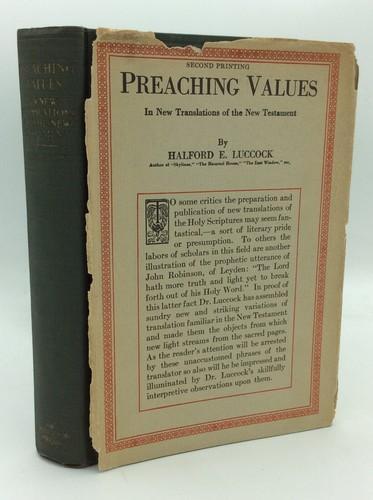 SECOND PRINTING
PREACHING VALUES
In New Translations of the New Testament
By
HALFORD E. LUCCOCK
Author of "Skylines," "The Haunted House," "The East Window," etc.
TO some critics the preparation and
publication of new translations of
the Holy Scriptures may seem fan-
tastical,—a sort of literary pride
or presumption. To others the
labors of scholars in this field are another
illustration of the prophetic utterance of
John Robinson, of Leyden: "The Lord
hath more truth and light yet to break
forth out of his Holy Word." In proof of
this latter fact Dr. Luccock has assembled
sundry new and striking variations of
translation familiar in the New Testament
and made them the objects from which
new light streams from the sacred pages.
As the reader's attention will be arrested
by these unaccustomed phrases of the
translator so also will he be impressed and
illuminated by Dr. Luccock's skillfully
interpretive observations upon them.